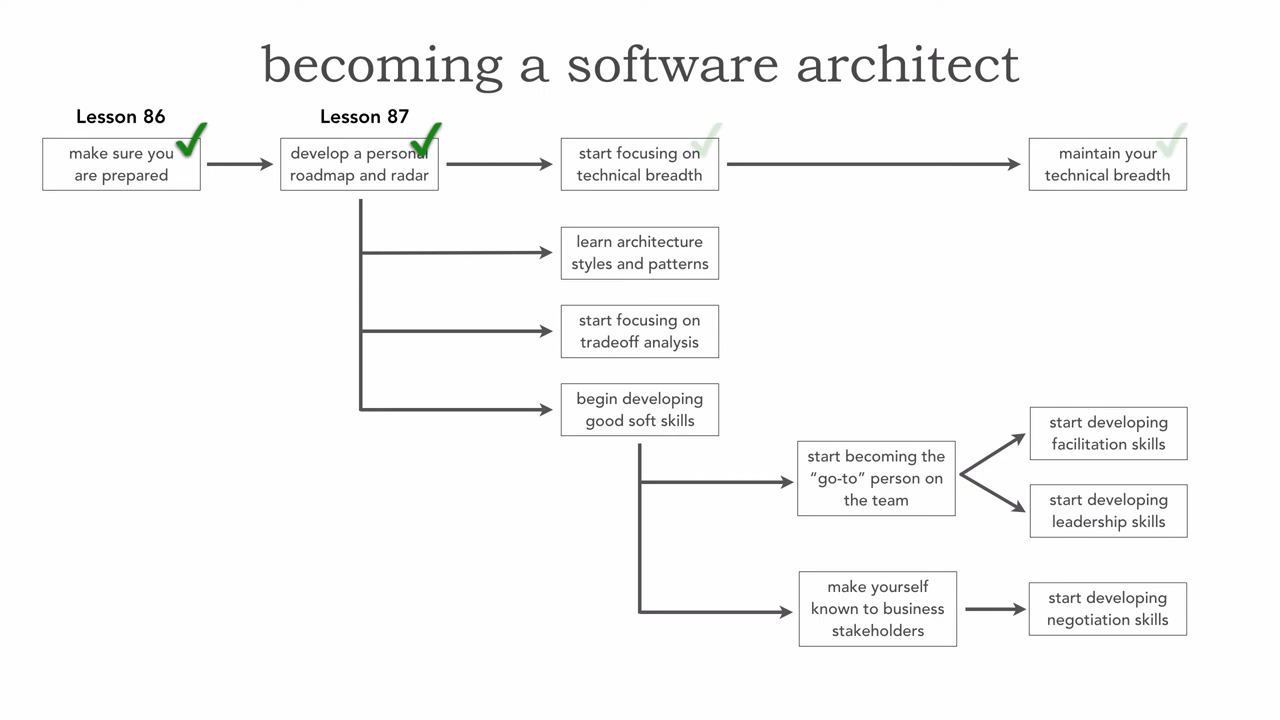 becoming a software architect
Lesson 86
Lesson 87
make sure you
are prepared
develop a personal
roadmap and radar
start focusing on
technical breadth
maintain your
technical breadth
learn architecture
styles and patterns
start focusing on
tradeoff analysis
begin developing
good soft skills
start becoming the
“go-to” person on
the team
start developing
facilitation skills
start developing
leadership skills
make yourself
known to business
stakeholders
start developing
negotiation skills